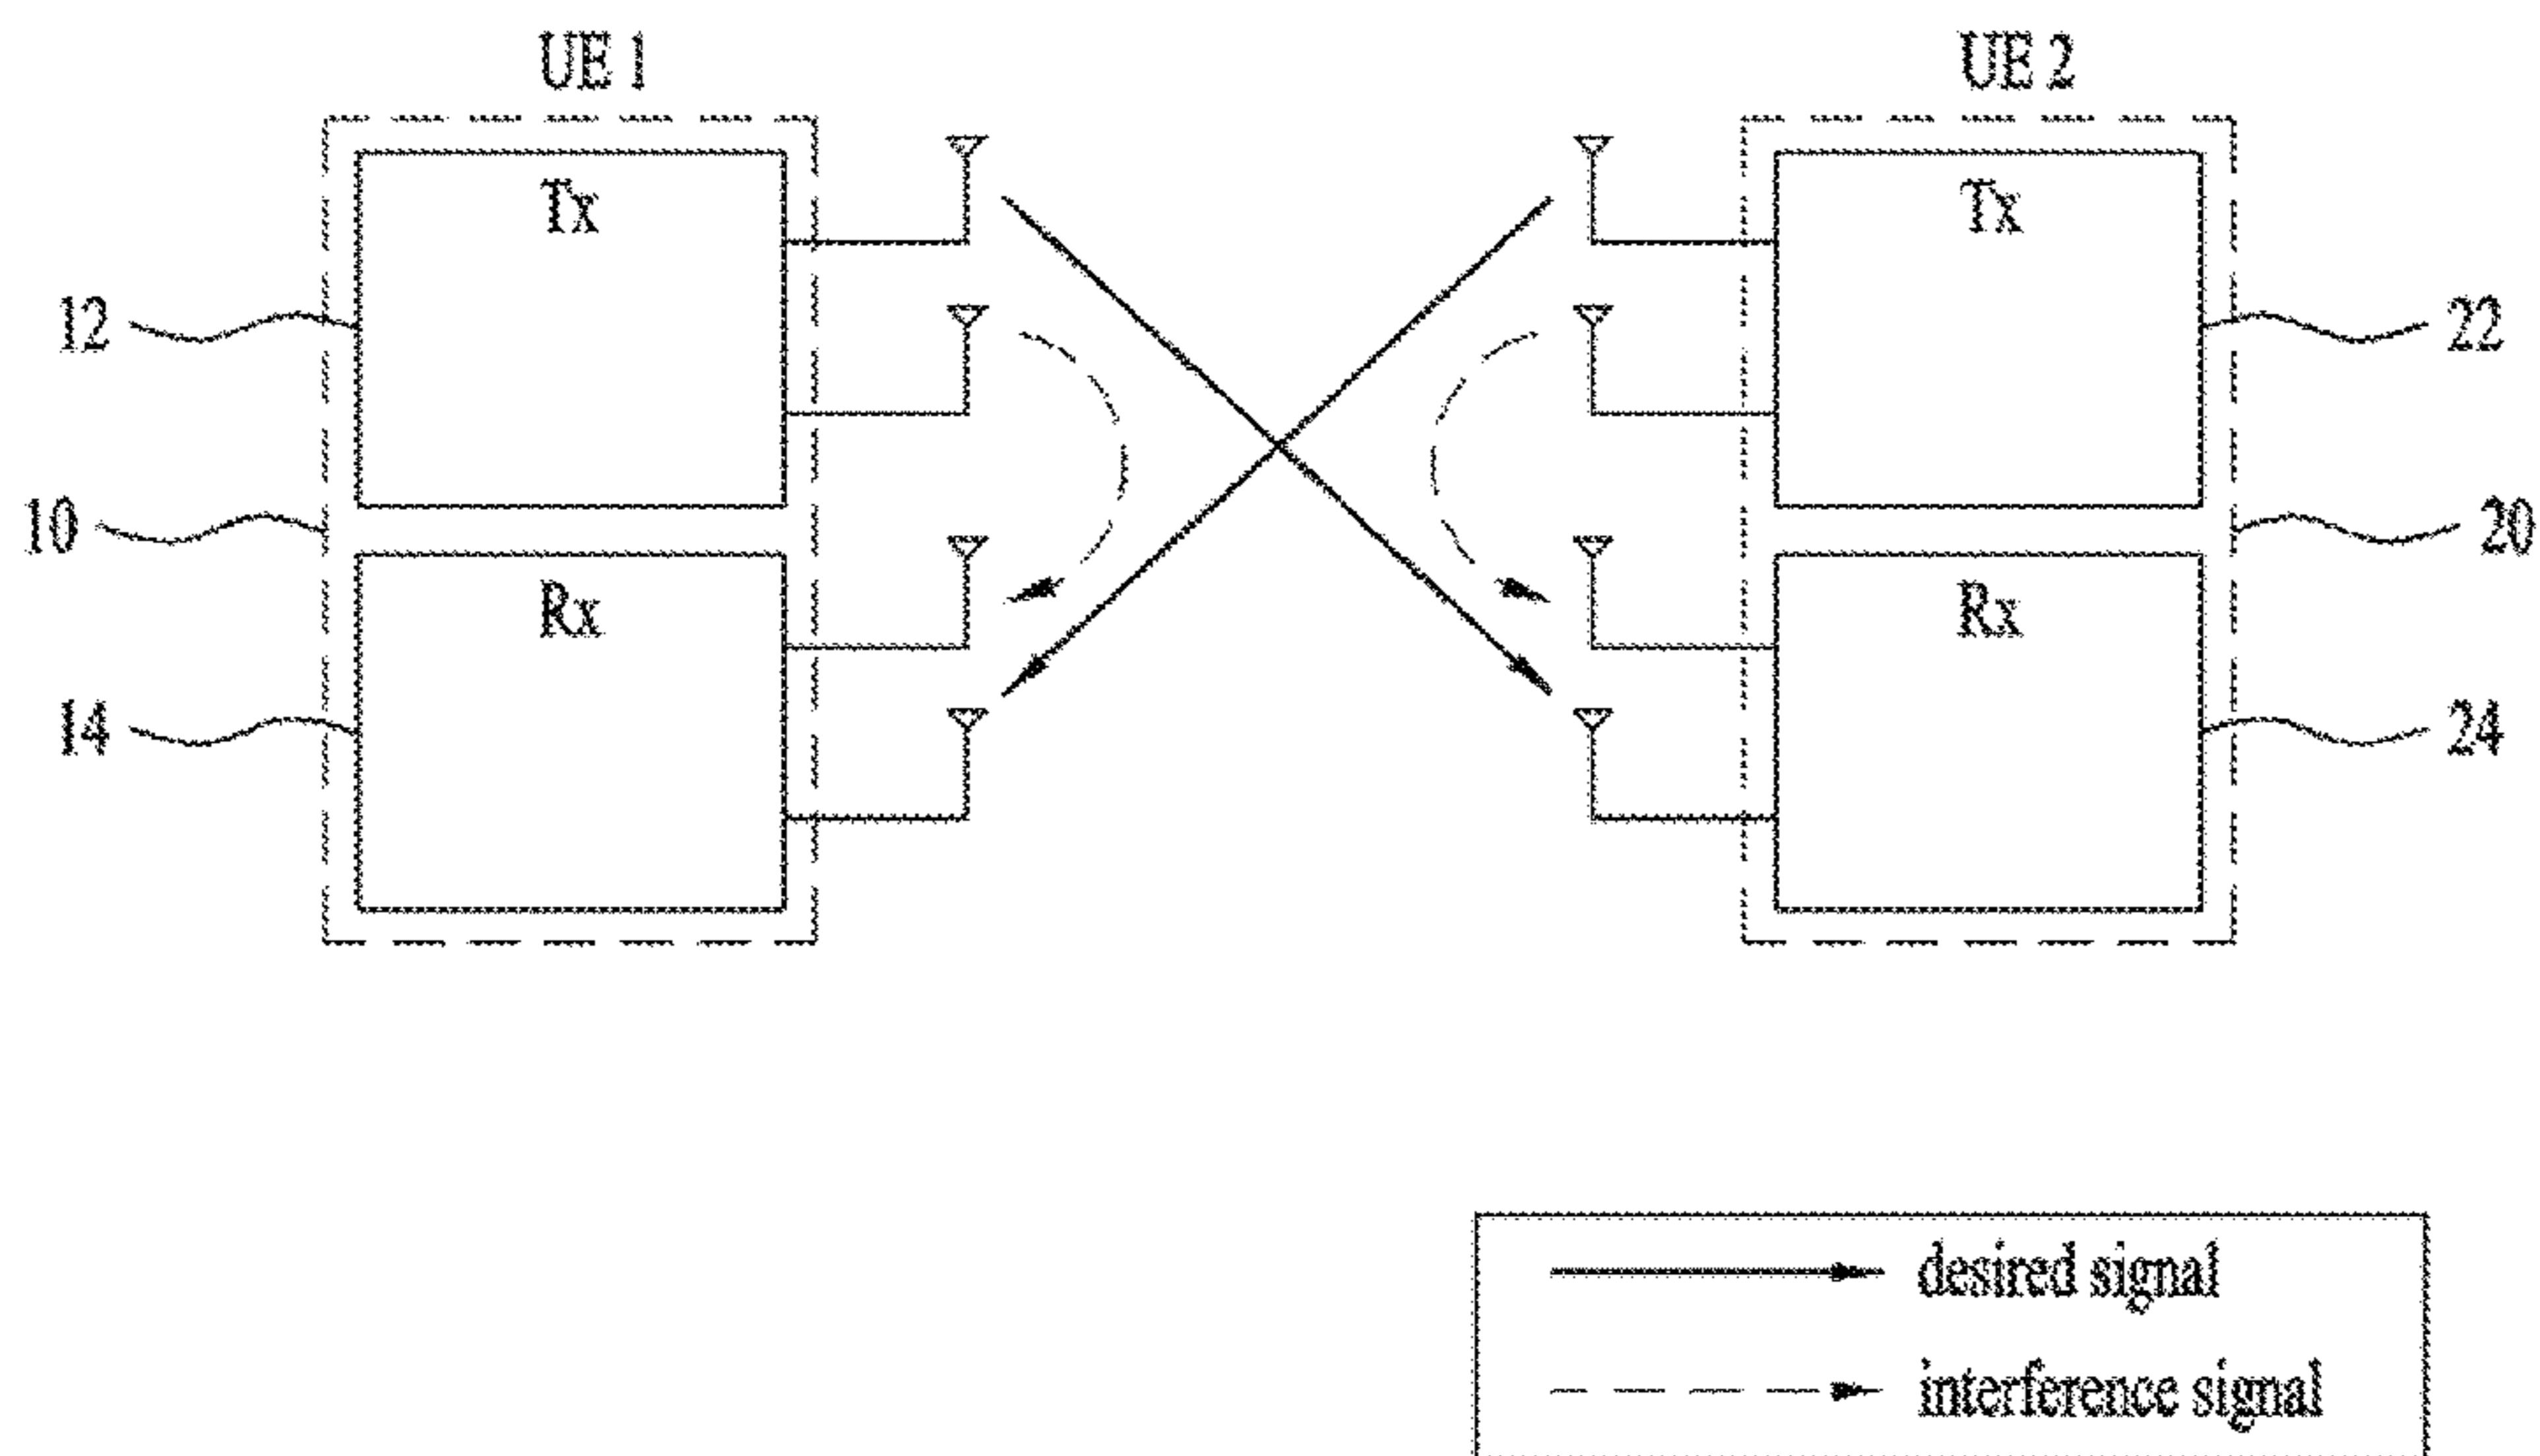 UE 1
UE 2
Tx
Tx
12
22
10
20
Rx
Rx
14
24
desired signal
interference signal